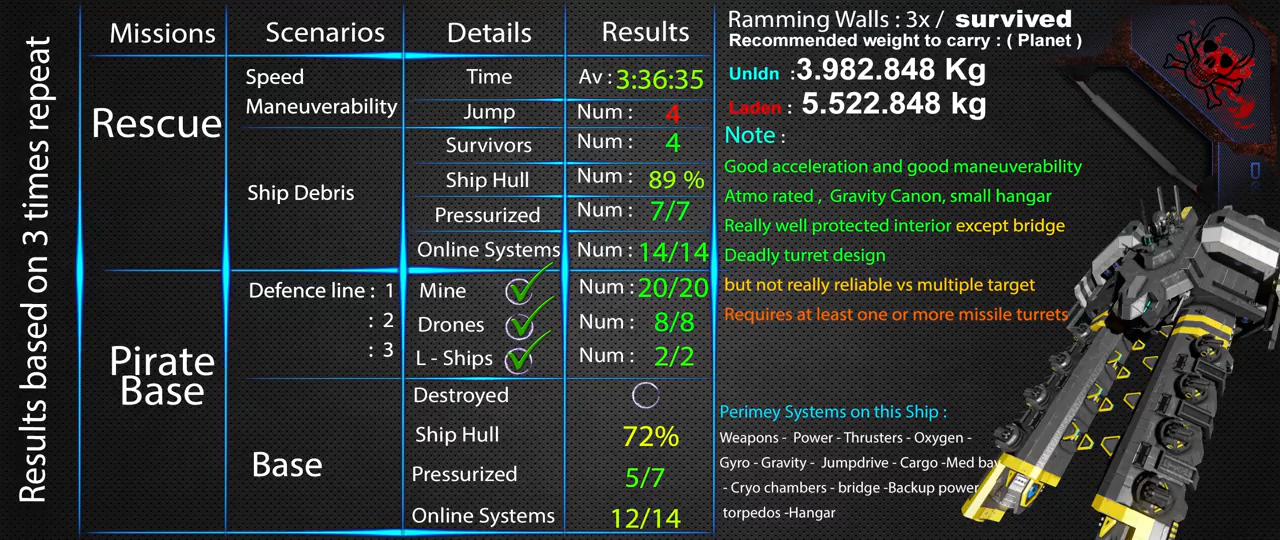 Results based on 3 times repeat
Missions Scenarios Details Results
Rescue
Speed
Maneuverability
Time Av : 3:36:35
Jump Num : 4
Ship Debris
Survivors Num : 4
Ship Hull Num : 89 %
Pressurized Num : 7/7
Online Systems Num : 14/14
Pirate
Base
Defence line : 1 Mine Num : 20/20
: 2 Drones Num : 8/8
: 3 L - Ships Num : 2/2
Base
Destroyed
Ship Hull 72%
Pressurized 5/7
Online Systems 12/14
Ramming Walls : 3x / survived
Recommended weight to carry : ( Planet )
Unldn : 3.982.848 Kg
Laden : 5.522.848 kg
Note :
Good acceleration and good maneuverability
Atmo rated , Gravity Canon, small hangar
Really well protected interior except bridge
Deadly turret design
but not really reliable vs multiple target
Requires at least one or more missile turrets
Perimey Systems on this Ship :
Weapons - Power - Thrusters - Oxygen -
Gyro - Gravity - Jumpdrive - Cargo -Med bay
- Cryo chambers - bridge -Backup power
torpedos -Hangar